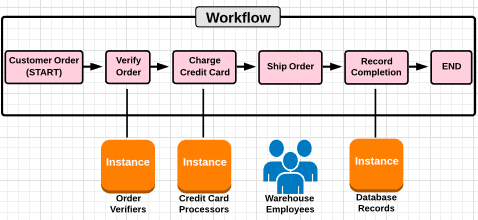 Workflow
Customer Order
(START)
Verify
Order
Charge
Credit Card
Ship Order
Record
Completion
END
Instance
Instance
Instance
Order
Verifiers
Credit Card
Processors
Warehouse
Employees
Database
Records